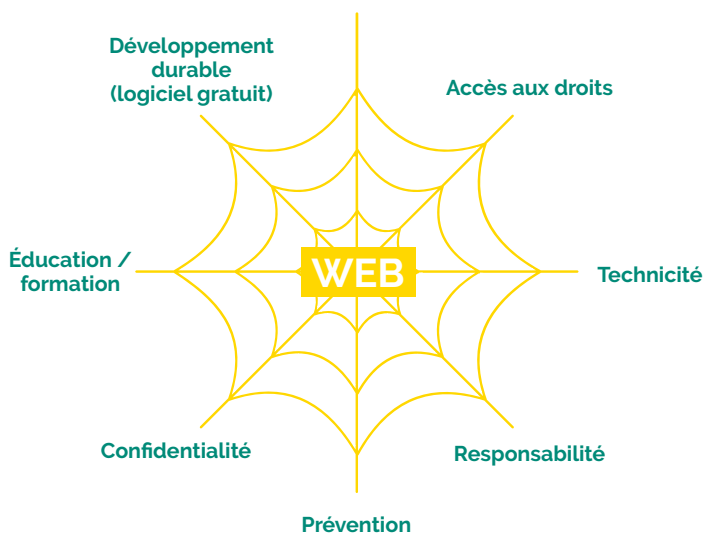 Développement
durable
(logiciel gratuit)
Accès aux droits
Éducation /
formation
WEB
Technicité
Confidentialité
Responsabilité
Prévention